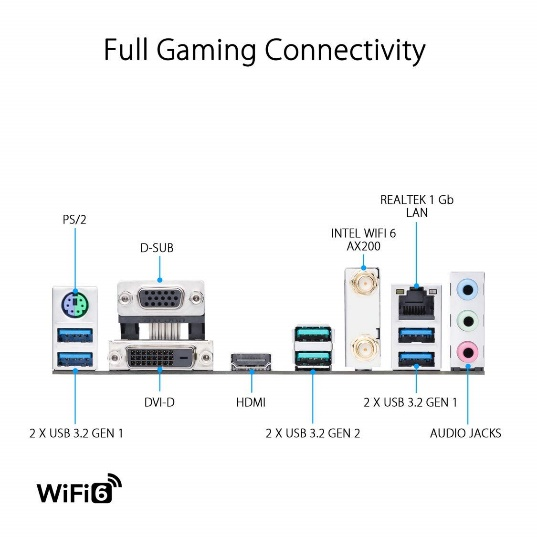 Full Gaming Connectivity
REALTEK 1 Gb
LAN
PS/2
INTEL WIFI 6
AX200
D-SUB
DVI-D
HDMI
2 X USB 3.2 GEN 1
2 X USB 3.2 GEN 1
2 X USB 3.2 GEN 2
AUDIO JACKS
WiFi6